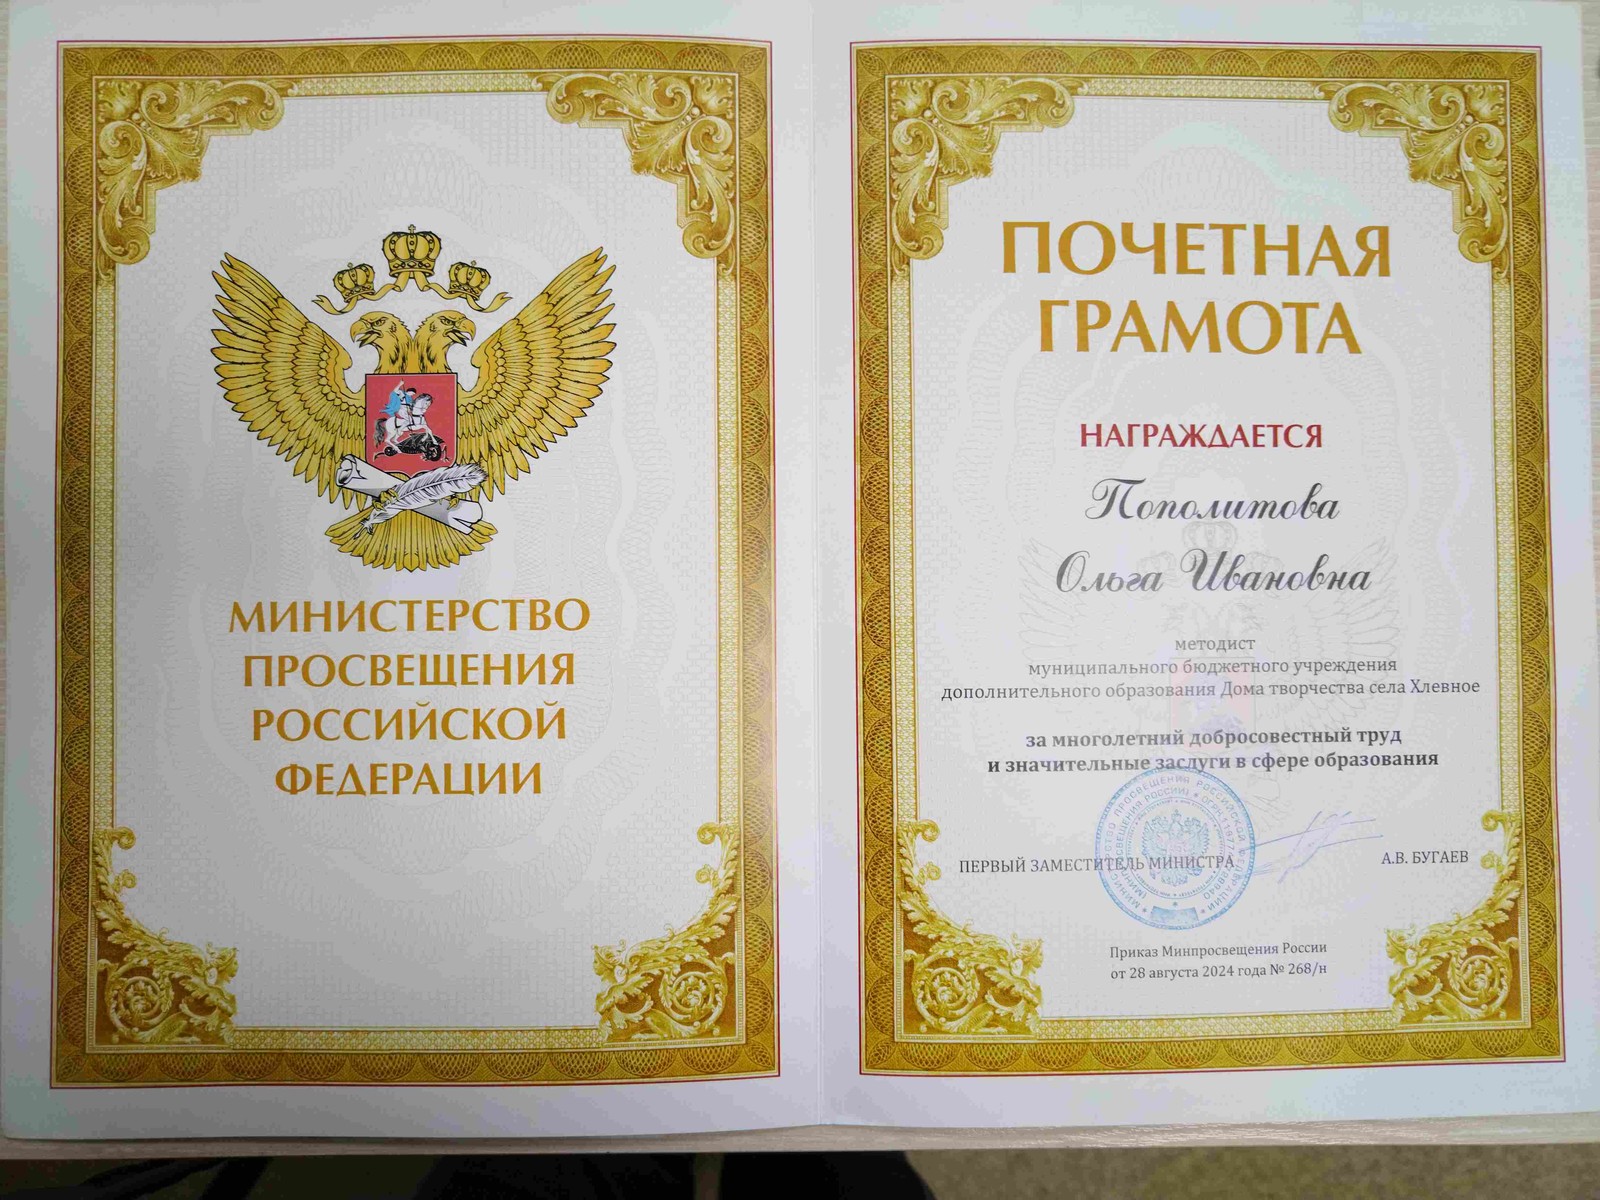 МИНИСТЕРСТВО
ПРОСВЕЩЕНИЯ
РОССИЙСКОЙ
ФЕДЕРАЦИИ
ПОЧЕТНАЯ
ГРАМОТА
НАГРАЖДАЕТСЯ
Пополитова
Ольга Ивановна
методист
муниципального бюджетного учреждения
дополнительного образования Дома творчества села Хлевное
за многолетний добросовестный труд
и значительные заслуги в сфере образования
ПЕРВЫЙ ЗАМЕСТИТЕЛЬ МИНИСТРА
А.В. БУГАЕВ
Приказ Минпросвещения России
от 28 августа 2024 года № 268/н